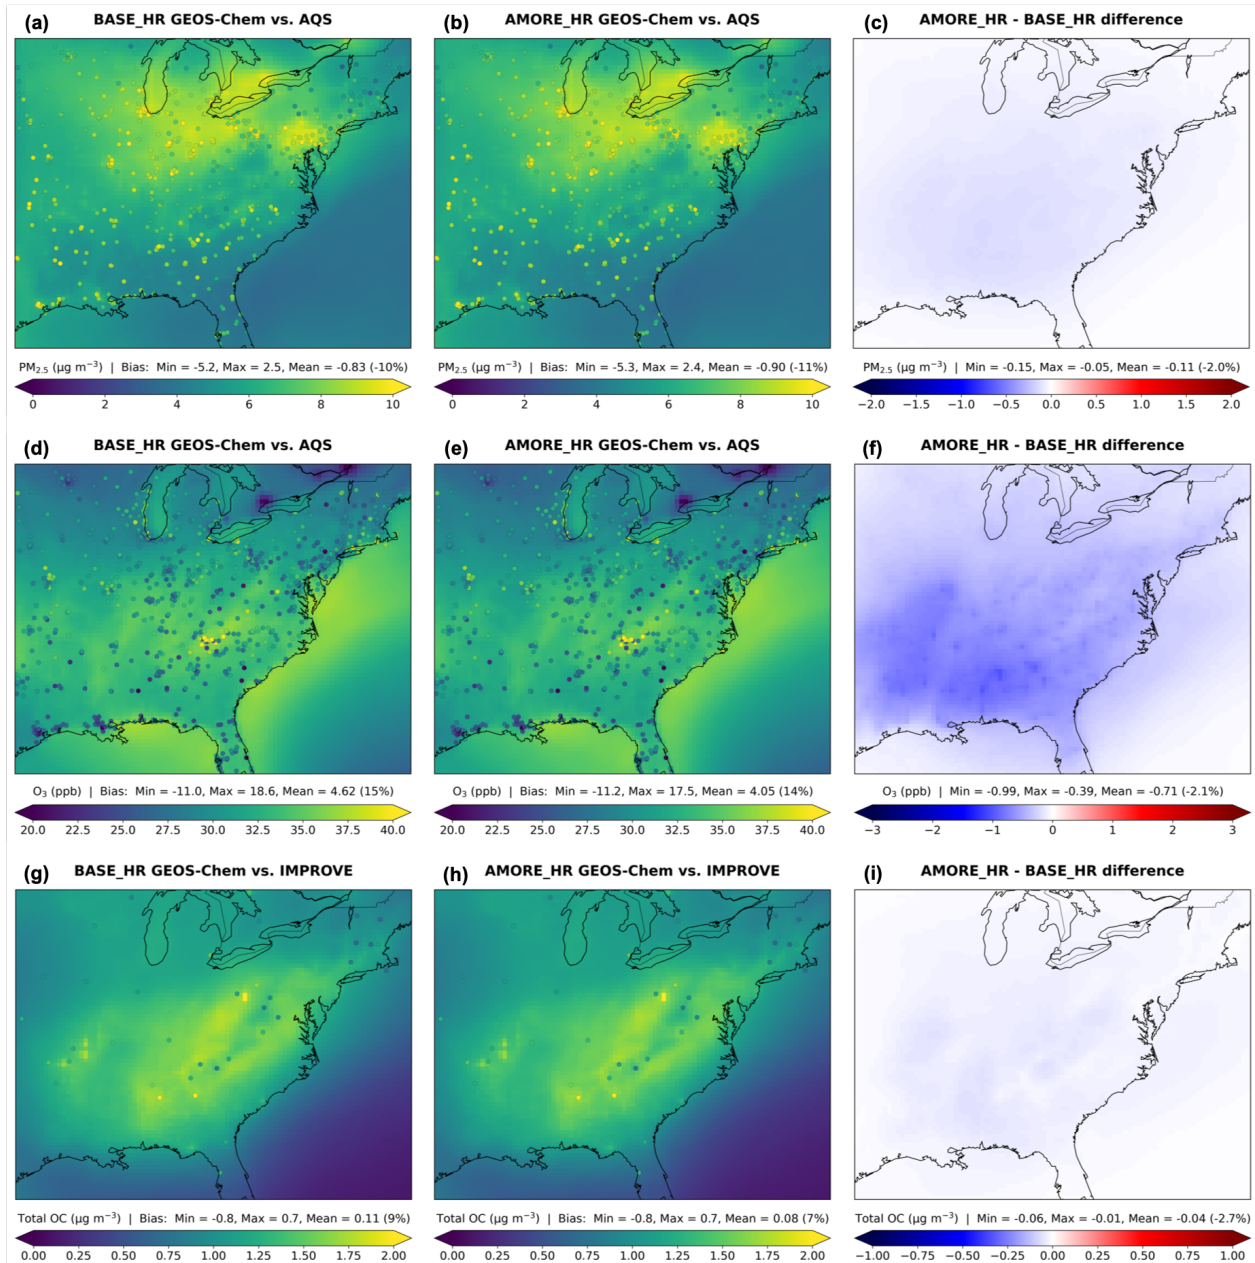 (a) BASE_HR GEOS-Chem vs. AQS
(b) AMORE_HR GEOS-Chem vs. AQS
(c) AMORE_HR - BASE_HR difference
PM₂.₅ (µg m⁻³) | Bias: Min = -5.2, Max = 2.5, Mean = -0.83 (-10%)
0 2 4 6 8 10
PM₂.₅ (µg m⁻³) | Bias: Min = -5.3, Max = 2.4, Mean = -0.90 (-11%)
0 2 4 6 8 10
PM₂.₅ (µg m⁻³) | Min = -0.15, Max = -0.05, Mean = -0.11 (-2.0%)
−2.0 −1.5 −1.0 −0.5 0.0 0.5 1.0 1.5 2.0
(d) BASE_HR GEOS-Chem vs. AQS
(e) AMORE_HR GEOS-Chem vs. AQS
(f) AMORE_HR - BASE_HR difference
O₃ (ppb) | Bias: Min = -11.0, Max = 18.6, Mean = 4.62 (15%)
20.0 22.5 25.0 27.5 30.0 32.5 35.0 37.5 40.0
O₃ (ppb) | Bias: Min = -11.2, Max = 17.5, Mean = 4.05 (14%)
20.0 22.5 25.0 27.5 30.0 32.5 35.0 37.5 40.0
O₃ (ppb) | Min = -0.99, Max = -0.39, Mean = -0.71 (-2.1%)
−3 −2 −1 0 1 2 3
(g) BASE_HR GEOS-Chem vs. IMPROVE
(h) AMORE_HR GEOS-Chem vs. IMPROVE
(i) AMORE_HR - BASE_HR difference
Total OC (µg m⁻³) | Bias: Min = -0.8, Max = 0.7, Mean = 0.11 (9%)
0.00 0.25 0.50 0.75 1.00 1.25 1.50 1.75 2.00
Total OC (µg m⁻³) | Bias: Min = -0.8, Max = 0.7, Mean = 0.08 (7%)
0.00 0.25 0.50 0.75 1.00 1.25 1.50 1.75 2.00
Total OC (µg m⁻³) | Min = -0.06, Max = -0.01, Mean = -0.04 (-2.7%)
−1.00 −0.75 −0.50 −0.25 0.00 0.25 0.50 0.75 1.00